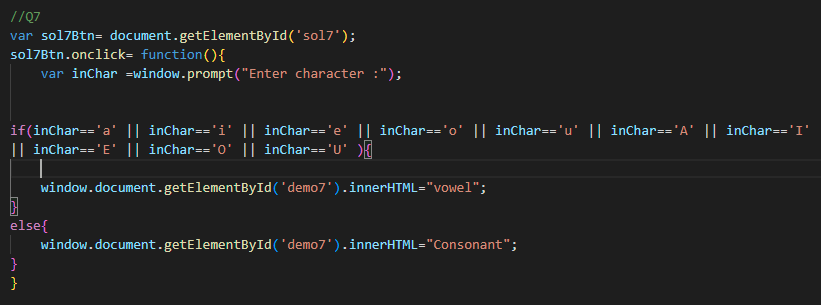 //Q7
var sol7Btn= document.getElementById('sol7');
sol7Btn.onclick= function(){
    var inChar =window.prompt("Enter character :");
if(inChar=='a' || inChar=='i' || inChar=='e' || inChar=='o' || inChar=='u' || inChar=='A' || inChar=='I'
|| inChar=='E' || inChar=='O' || inChar=='U' ){
    window.document.getElementById('demo7').innerHTML="vowel";
}
else{
    window.document.getElementById('demo7').innerHTML="Consonant";
}
}